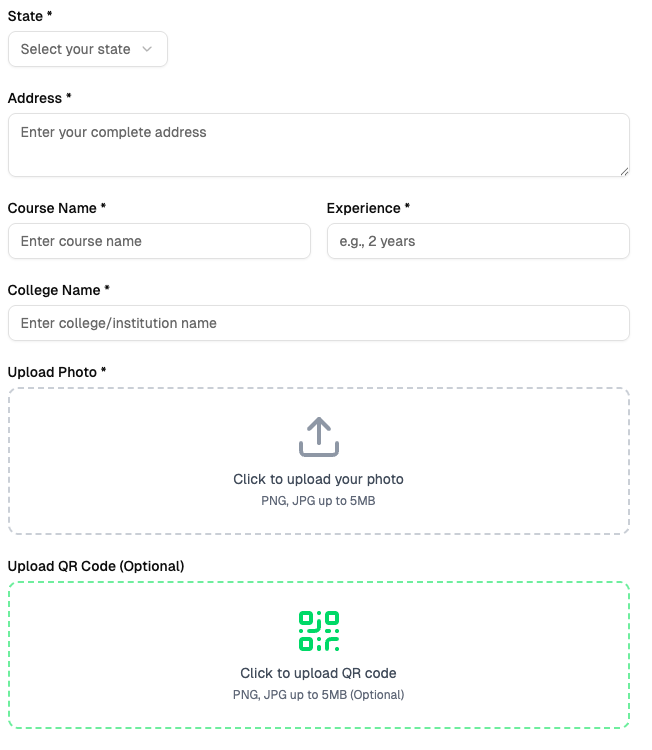 State *
Select your state
Address *
Enter your complete address
Course Name *
Experience *
Enter course name
e.g., 2 years
College Name *
Enter college/institution name
Upload Photo *
Click to upload your photo
PNG, JPG up to 5MB
Upload QR Code (Optional)
Click to upload QR code
PNG, JPG up to 5MB (Optional)